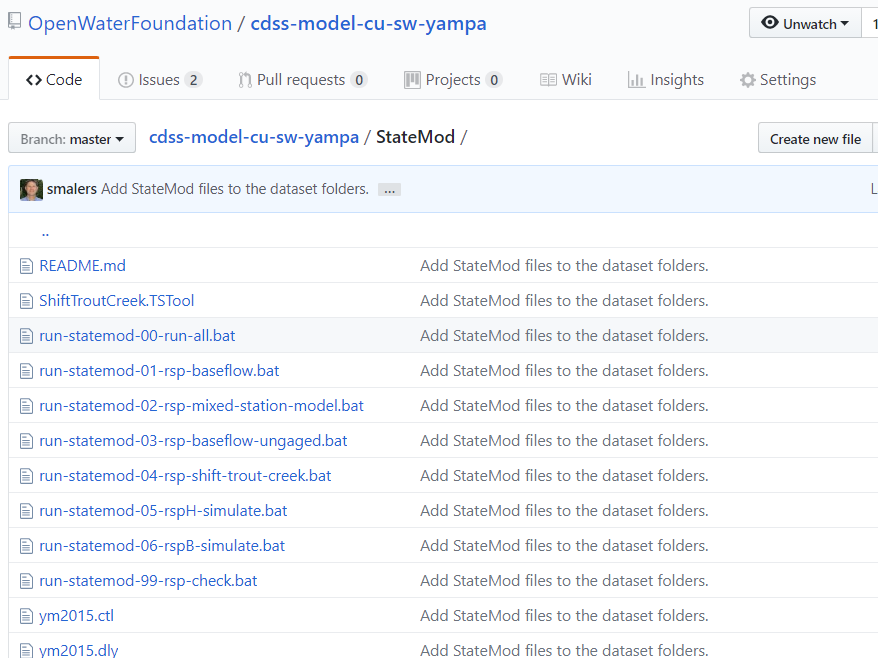 OpenWaterFoundation / cdss-model-cu-sw-yampa
Unwatch 1
Code Issues 2 Pull requests 0 Projects 0 Wiki Insights Settings
Branch: master cdss-model-cu-sw-yampa / StateMod / Create new file
smalers Add StateMod files to the dataset folders. ... L
..
README.md Add StateMod files to the dataset folders.
ShiftTroutCreek.TSTool Add StateMod files to the dataset folders.
run-statemod-00-run-all.bat Add StateMod files to the dataset folders.
run-statemod-01-rsp-baseflow.bat Add StateMod files to the dataset folders.
run-statemod-02-rsp-mixed-station-model.bat Add StateMod files to the dataset folders.
run-statemod-03-rsp-baseflow-ungaged.bat Add StateMod files to the dataset folders.
run-statemod-04-rsp-shift-trout-creek.bat Add StateMod files to the dataset folders.
run-statemod-05-rspH-simulate.bat Add StateMod files to the dataset folders.
run-statemod-06-rspB-simulate.bat Add StateMod files to the dataset folders.
run-statemod-99-rsp-check.bat Add StateMod files to the dataset folders.
ym2015.ctl Add StateMod files to the dataset folders.
ym2015.dly Add StateMod files to the dataset folders.